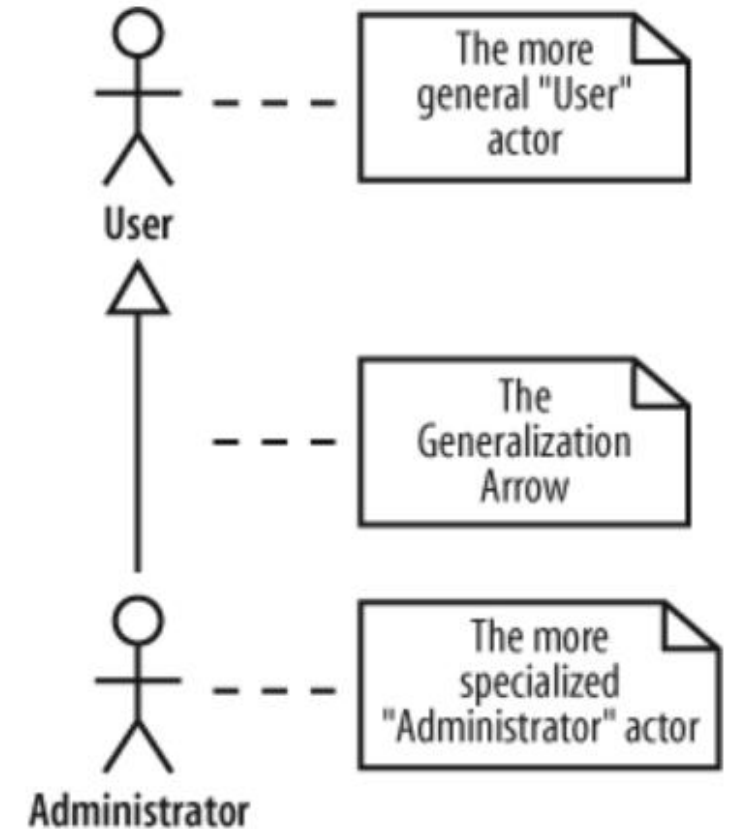 The more
general "User"
actor
User
The
Generalization
Arrow
The more
specialized
"Administrator" actor
Administrator